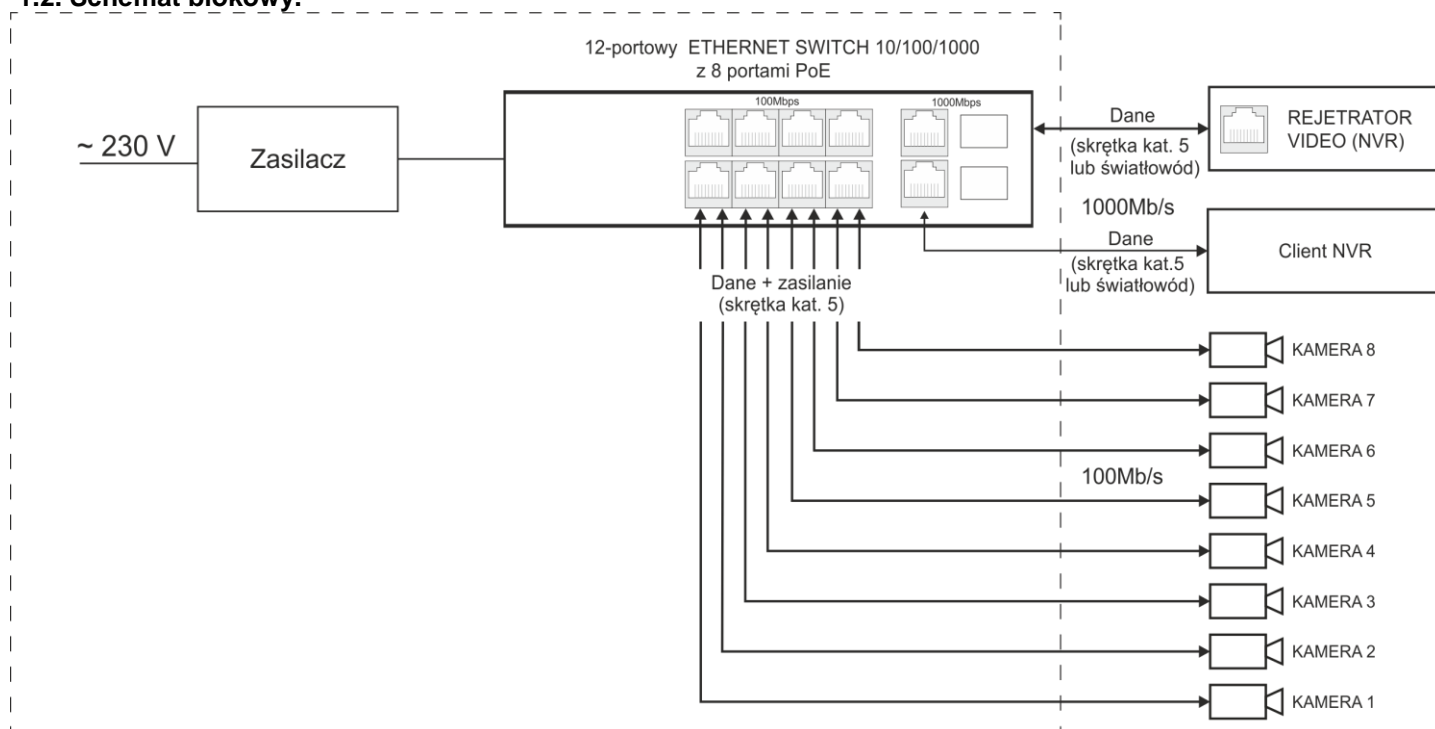 1.2. Schemat blokowy.
12-portowy ETHERNET SWITCH 10/100/1000
z 8 portami PoE
100Mbps
1000Mbps
~ 230 V
Zasilacz
Dane
(skrętka kat. 5
lub światłowód)
REJETRATOR
VIDEO (NVR)
1000Mb/s
Dane
(skrętka kat.5
lub światłowód)
Client NVR
Dane + zasilanie
(skrętka kat. 5)
KAMERA 8
KAMERA 7
KAMERA 6
100Mb/s
KAMERA 5
KAMERA 4
KAMERA 3
KAMERA 2
KAMERA 1